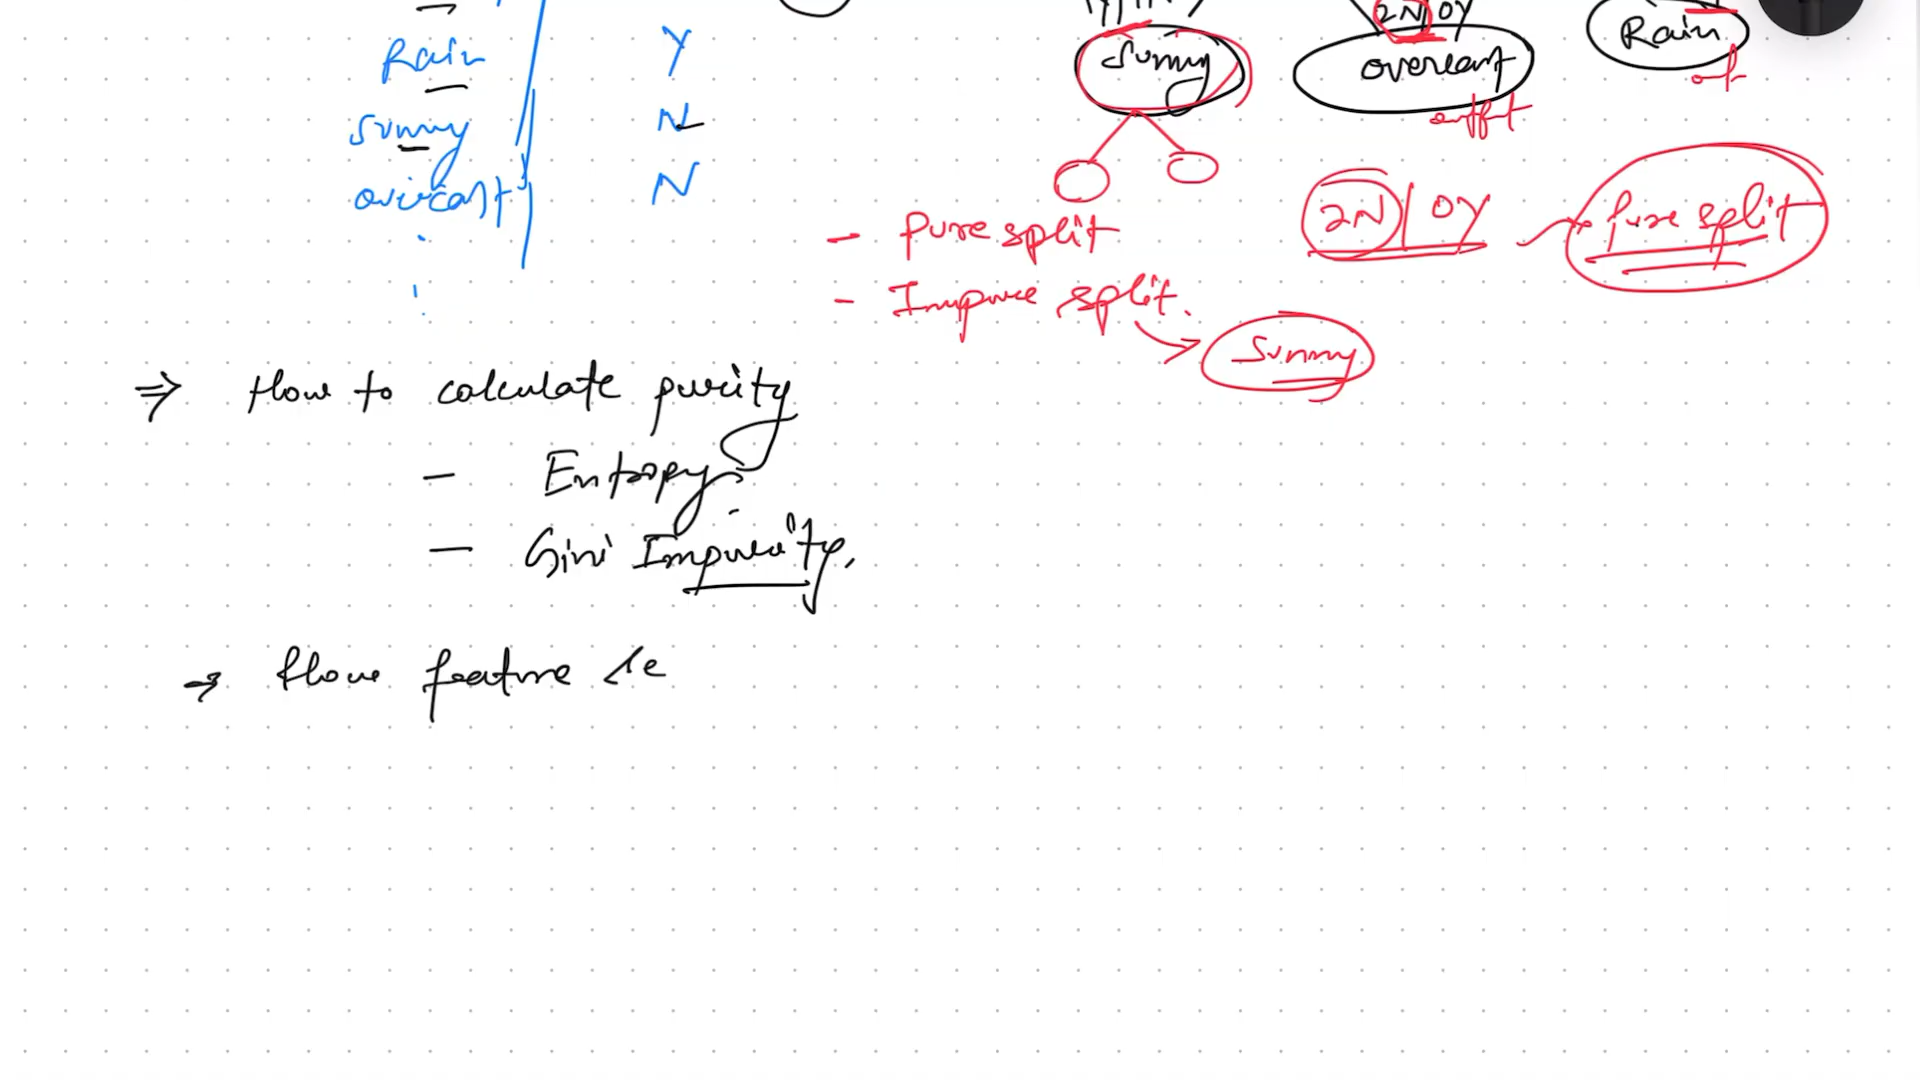 Rain Y
Sunny N
overcast N
2N 0Y
Sunny
overcast
Rain
- Pure split
- Impure split.
Sunny
2N | 0Y
Pure split
⇒ How to calculate purity
- Entropy
- Gini Impurity.
→ How feature se